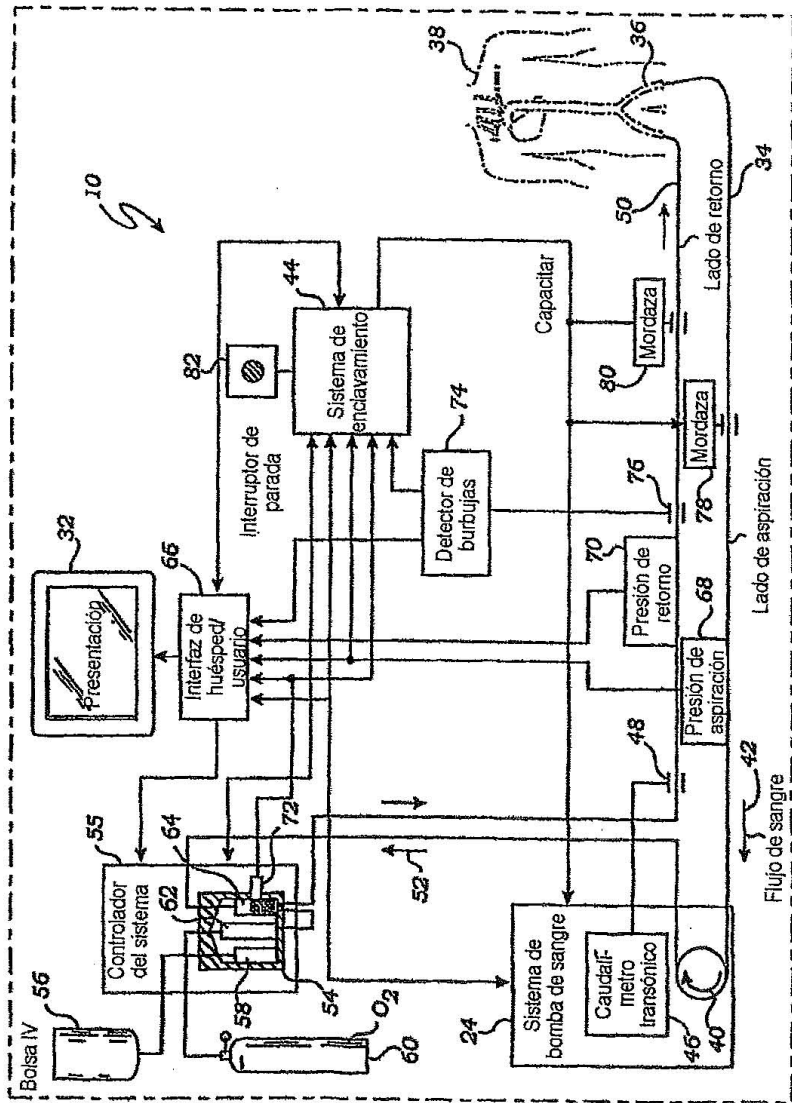 10
38
36
50
34
Lado de retorno
Lado de aspiración
44
82
Sistema de
enclavamiento
Interruptor de
parada
Capacitar
Mordaza
80
Mordaza
78
74
Detector de
burbujas
76
32
Presentación
66
Interfaz de
huésped/
usuario
70
Presión de
retorno
68
Presión de
aspiración
48
42
Flujo de sangre
55
Controlador
del sistema
64
62
72
58
54
52
56
Bolsa IV
O2
60
24
Sistema de
bomba de sangre
Caudalí-
metro
transónico
46
40